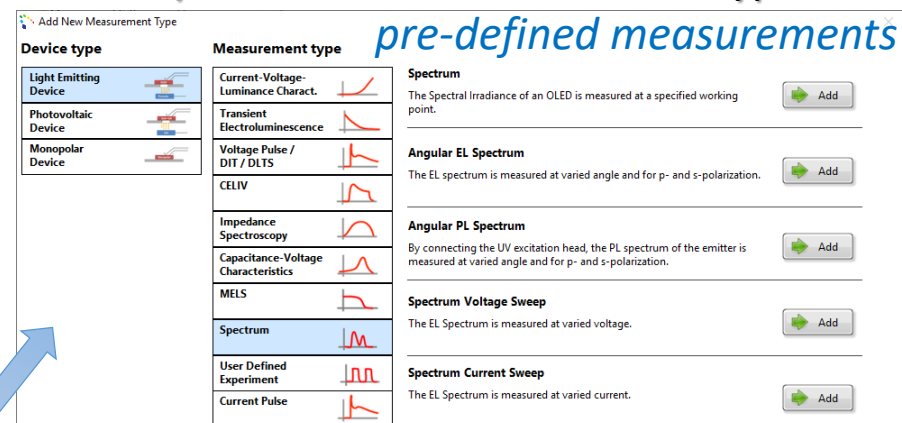 Add New Measurement Type
pre-defined measurements
Device type
Light Emitting
Device
Photovoltaic
Device
Monopolar
Device
Measurement type
Current-Voltage-
Luminance Charact.
Transient
Electroluminescence
Voltage Pulse /
DIT / DLTS
CELIV
Impedance
Spectroscopy
Capacitance-Voltage
Characteristics
MELS
Spectrum
User Defined
Experiment
Current Pulse
Spectrum
The Spectral Irradiance of an OLED is measured at a specified working
point.
Add
Angular EL Spectrum
The EL spectrum is measured at varied angle and for p- and s-polarization.
Add
Angular PL Spectrum
By connecting the UV excitation head, the PL spectrum of the emitter is
measured at varied angle and for p- and s-polarization.
Add
Spectrum Voltage Sweep
The EL Spectrum is measured at varied voltage.
Add
Spectrum Current Sweep
The EL Spectrum is measured at varied current.
Add